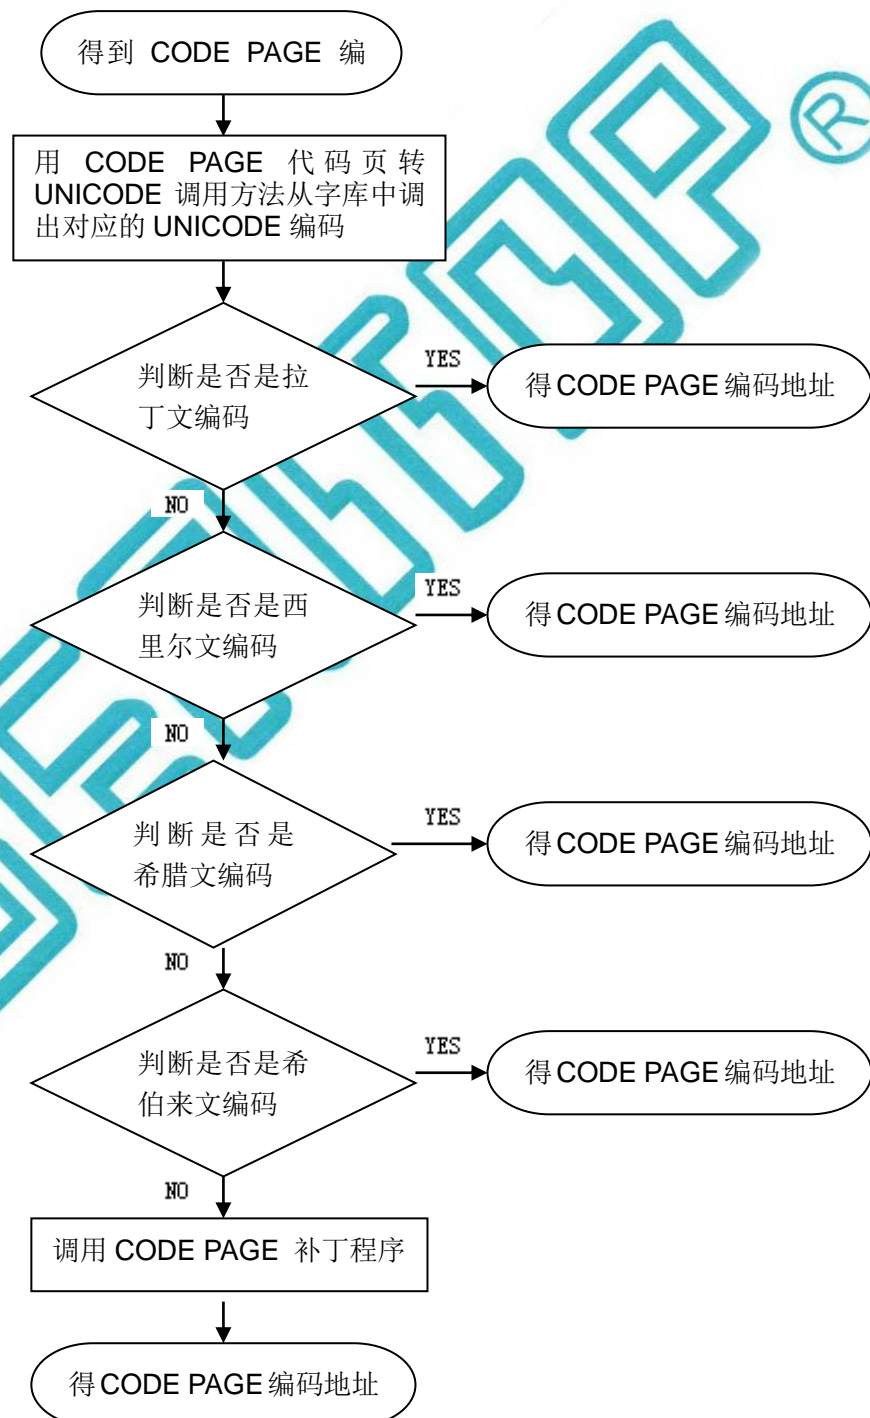 得到 CODE PAGE 编
用 CODE PAGE 代码页转
UNICODE 调用方法从字库中调
出对应的 UNICODE 编码
判断是否是拉
丁文编码
YES
得 CODE PAGE 编码地址
NO
判断是否是西
里尔文编码
YES
得 CODE PAGE 编码地址
NO
判断是否是
希腊文编码
YES
得 CODE PAGE 编码地址
NO
判断是否是希
伯来文编码
YES
得 CODE PAGE 编码地址
NO
调用 CODE PAGE 补丁程序
得 CODE PAGE 编码地址
®